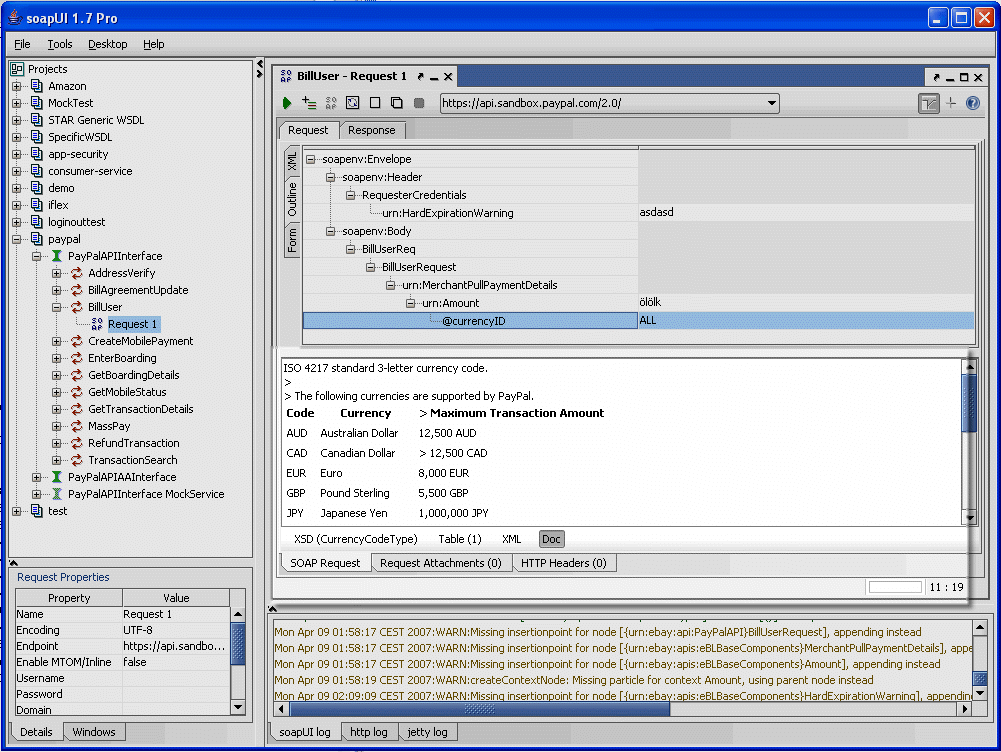 soapUI 1.7 Pro
File Tools Desktop Help
Projects
Amazon
MockTest
STAR Generic WSDL
SpecificWSDL
app-security
consumer-service
demo
iflex
loginouttest
paypal
PayPalAPIInterface
AddressVerify
BillAgreementUpdate
BillUser
Request 1
CreateMobilePayment
EnterBoarding
GetBoardingDetails
GetMobileStatus
GetTransactionDetails
MassPay
RefundTransaction
TransactionSearch
PayPalAPIAAInterface
PayPalAPIInterface MockService
test
Request Properties
Property Value
Name Request 1
Encoding UTF-8
Endpoint https://api.sandbo...
Enable MTOM/Inline false
Username
Password
Domain
Details Windows
BillUser - Request 1
https://api.sandbox.paypal.com/2.0/
Request Response
XML
Outline
Form
soapenv:Envelope
soapenv:Header
RequesterCredentials
urn:HardExpirationWarning asdasd
soapenv:Body
BillUserReq
BillUserRequest
urn:MerchantPullPaymentDetails
urn:Amount ölölk
@currencyID ALL
ISO 4217 standard 3-letter currency code.
>
> The following currencies are supported by PayPal.
Code Currency > Maximum Transaction Amount
AUD Australian Dollar 12,500 AUD
CAD Canadian Dollar > 12,500 CAD
EUR Euro 8,000 EUR
GBP Pound Sterling 5,500 GBP
JPY Japanese Yen 1,000,000 JPY
XSD (CurrencyCodeType) Table (1) XML Doc
SOAP Request Request Attachments (0) HTTP Headers (0)
11 : 19
Mon Apr 09 01:58:17 CEST 2007:WARN:Missing insertionpoint for node [{urn:ebay:api:PayPalAPI}BillUserRequest], appending instead
Mon Apr 09 01:58:17 CEST 2007:WARN:Missing insertionpoint for node [{urn:ebay:apis:eBLBaseComponents}MerchantPullPaymentDetails], appe
Mon Apr 09 01:58:17 CEST 2007:WARN:Missing insertionpoint for node [{urn:ebay:apis:eBLBaseComponents}Amount], appending instead
Mon Apr 09 01:58:19 CEST 2007:WARN:createContextNode: Missing particle for context Amount, using parent node instead
Mon Apr 09 02:09:09 CEST 2007:WARN:Missing insertionpoint for node [{urn:ebay:apis:eBLBaseComponents}HardExpirationWarning], appending
soapUI log http log jetty log